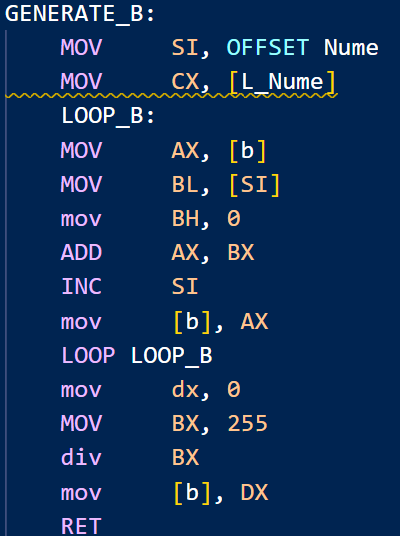 GENERATE_B:
MOV SI, OFFSET Nume
MOV CX, [L_Nume]
LOOP_B:
MOV AX, [b]
MOV BL, [SI]
mov BH, 0
ADD AX, BX
INC SI
mov [b], AX
LOOP LOOP_B
mov dx, 0
MOV BX, 255
div BX
mov [b], DX
RET